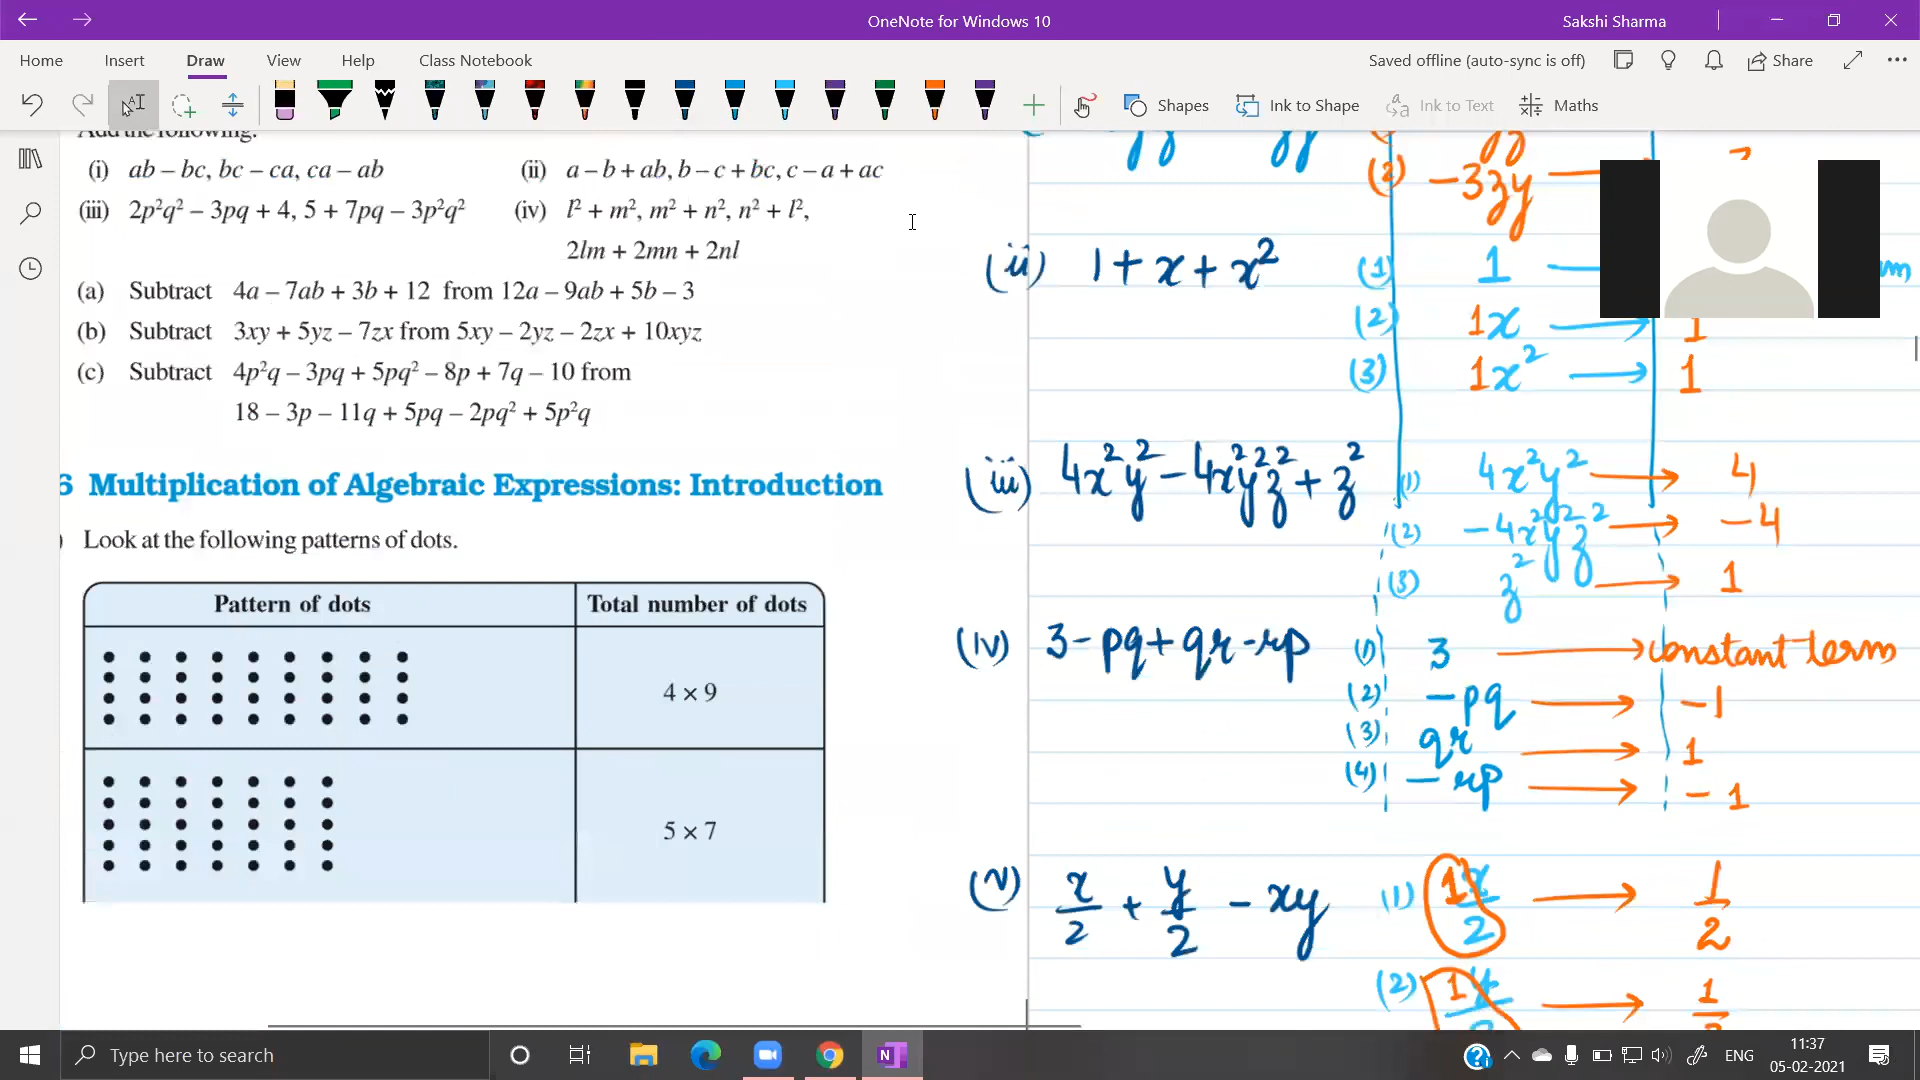 OneNote for Windows 10
Sakshi Sharma
Home Insert Draw View Help Class Notebook
Saved offline (auto-sync is off) Share
Shapes Ink to Shape Ink to Text Maths
Add the following.
(i) ab – bc, bc – ca, ca – ab (ii) a – b + ab, b – c + bc, c – a + ac
(iii) 2p²q² – 3pq + 4, 5 + 7pq – 3p²q² (iv) l² + m², m² + n², n² + l²,
2lm + 2mn + 2nl
(a) Subtract 4a – 7ab + 3b + 12 from 12a – 9ab + 5b – 3
(b) Subtract 3xy + 5yz – 7zx from 5xy – 2yz – 2zx + 10xyz
(c) Subtract 4p²q – 3pq + 5pq² – 8p + 7q – 10 from
18 – 3p – 11q + 5pq – 2pq² + 5p²q
6 Multiplication of Algebraic Expressions: Introduction
Look at the following patterns of dots.
Pattern of dots Total number of dots
4 × 9
5 × 7
(2) -3zy
(ii) 1 + x + x² (1) 1
(2) 1x 1
(3) 1x² 1
(iii) 4x²y² - 4x²y²z² + z² (1) 4x²y² 4
(2) -4x²y²z² -4
(3) z² 1
(iv) 3 - pq + qr - rp (1) 3 constant term
(2) -pq -1
(3) qr 1
(4) -rp -1
(v) x/2 + y/2 - xy (1) 1x/2 1/2
(2)
Type here to search
ENG
11:37
05-02-2021